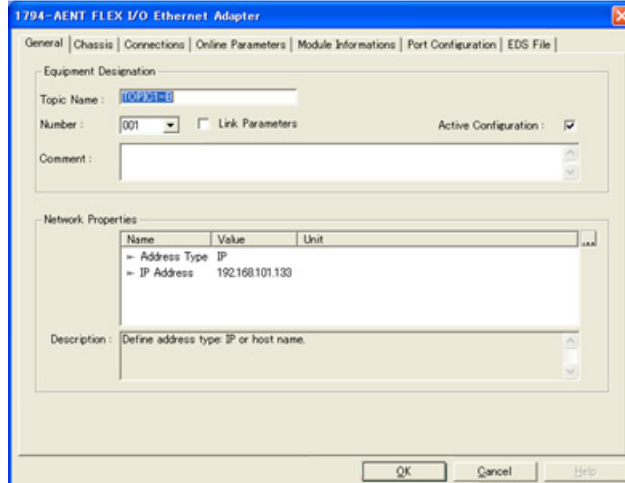 1794-AENT FLEX I/O Ethernet Adapter
General Chassis Connections Online Parameters Module Informations Port Configuration EDS File
Equipment Designation
Topic Name : TOPIC1-B
Number : 001 Link Parameters Active Configuration :
Comment :
Network Properties
Name Value Unit ...
Address Type IP
IP Address 192.168.101.133
Description : Define address type: IP or host name.
OK Cancel Help